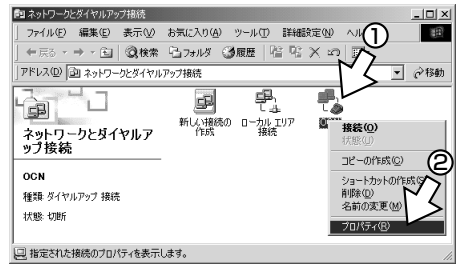 ネットワークとダイヤルアップ接続
ファイル(F) 編集(E) 表示(V) お気に入り(A) ツール(T) 詳細設定(N)
戻る 検索 フォルダ 履歴
アドレス(D) ネットワークとダイヤルアップ接続 移動
①
ネットワークとダイヤルア
ップ接続
新しい接続の
作成
ローカル エリア
接続
OCN
種類: ダイヤルアップ 接続
状態: 切断
接続(O)
状態(U)
コピーの作成(C)
ショートカットの作成(S)
削除(D)
名前の変更(M)
プロパティ(R)
②
指定された接続のプロパティを表示します。